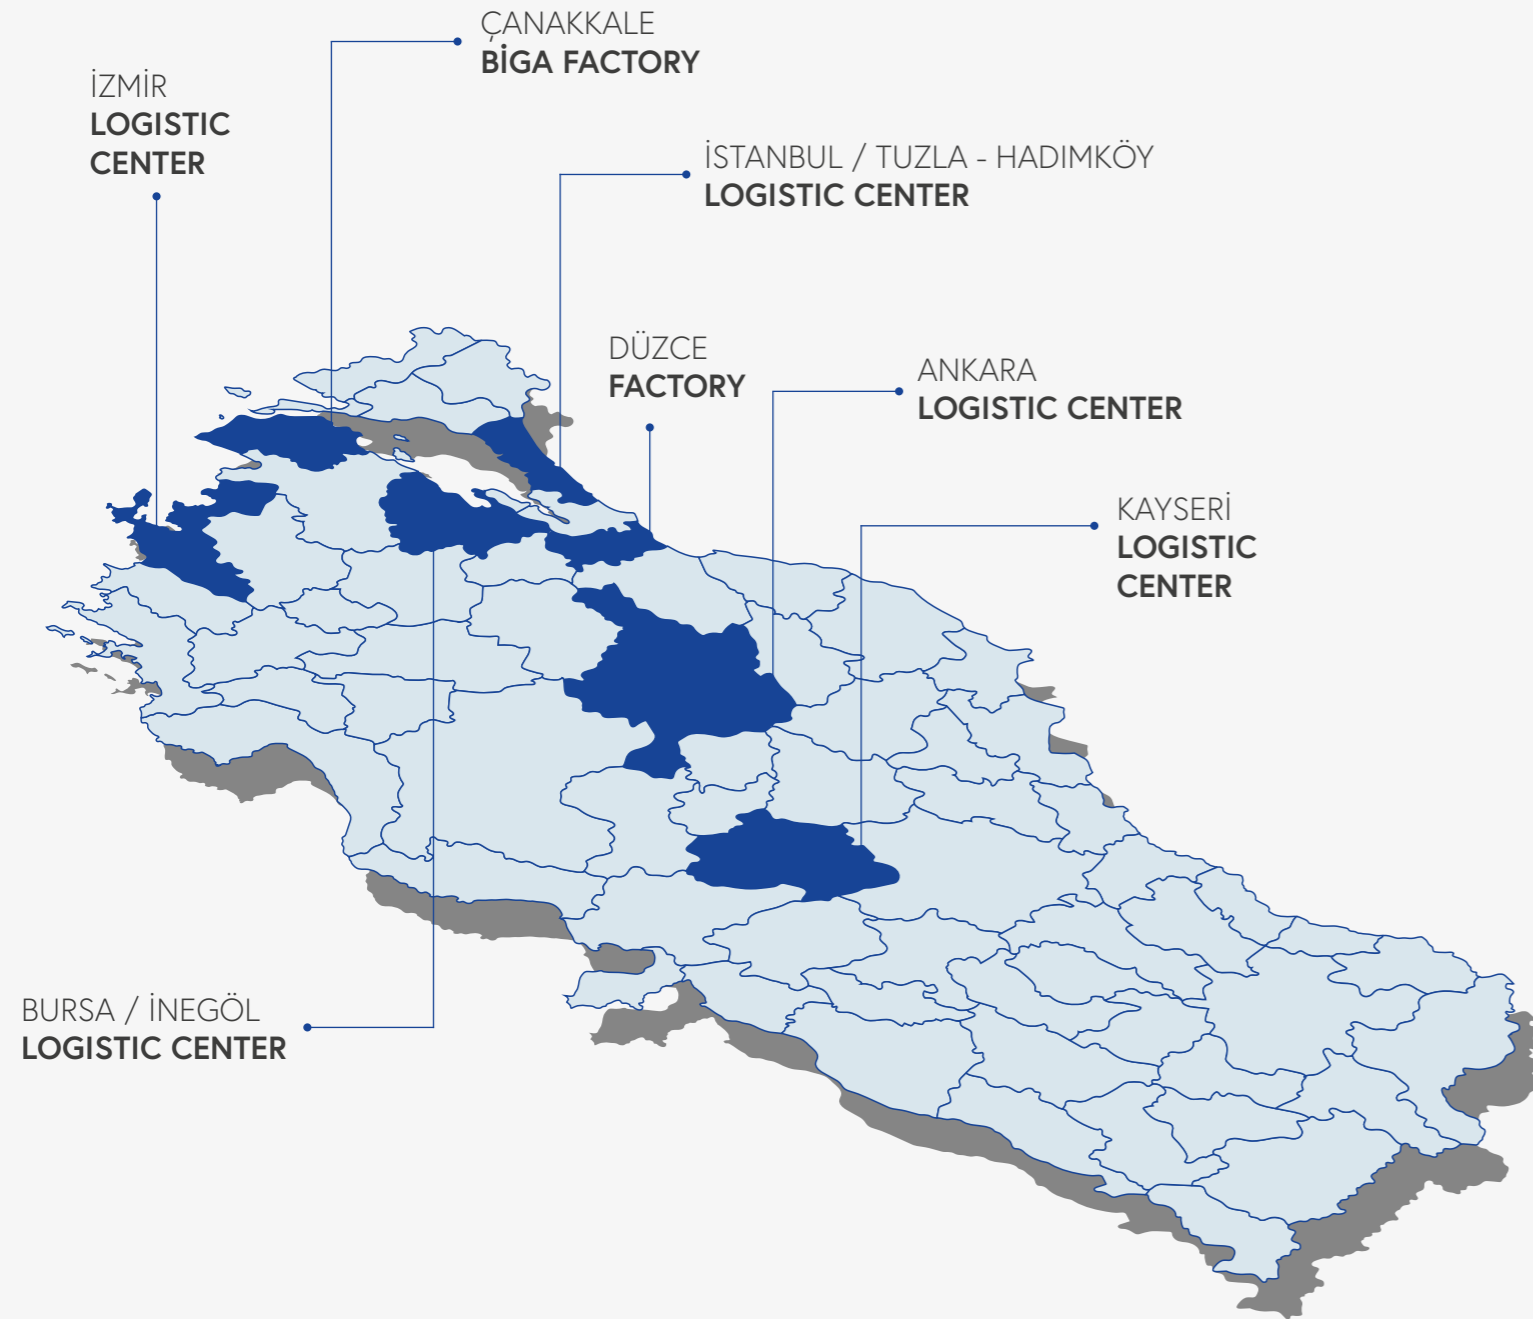 ÇANAKKALE
BİGA FACTORY
İZMİR
LOGISTIC
CENTER
İSTANBUL / TUZLA - HADIMKÖY
LOGISTIC CENTER
DÜZCE
FACTORY
ANKARA
LOGISTIC CENTER
KAYSERİ
LOGISTIC
CENTER
BURSA / İNEGÖL
LOGISTIC CENTER